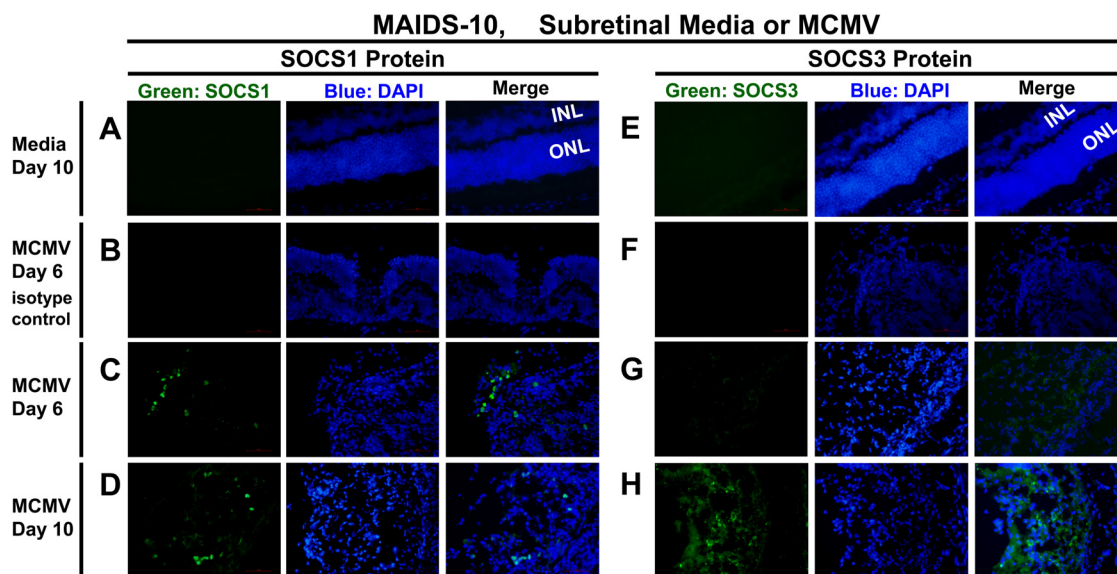 MAIDS-10, Subretinal Media or MCMV
SOCS1 Protein
SOCS3 Protein
Green: SOCS1 Blue: DAPI Merge
Green: SOCS3 Blue: DAPI Merge
Media
Day 10
A
INL
ONL
E
INL
ONL
MCMV
Day 6
isotype
control
B
F
MCMV
Day 6
C
G
MCMV
Day 10
D
H